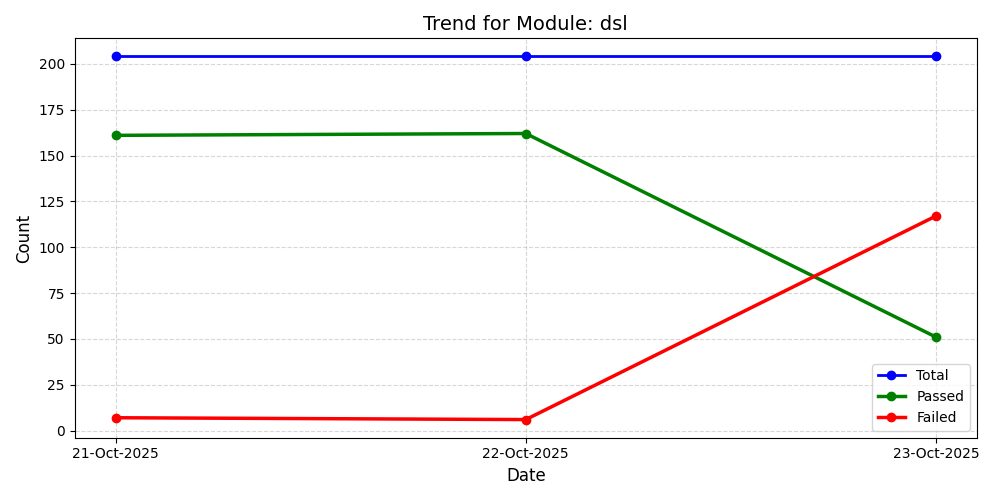 Trend for Module: dsl
200
175
150
125
100
75
50
25
0
Count
21-Oct-2025
22-Oct-2025
23-Oct-2025
Date
Total
Passed
Failed